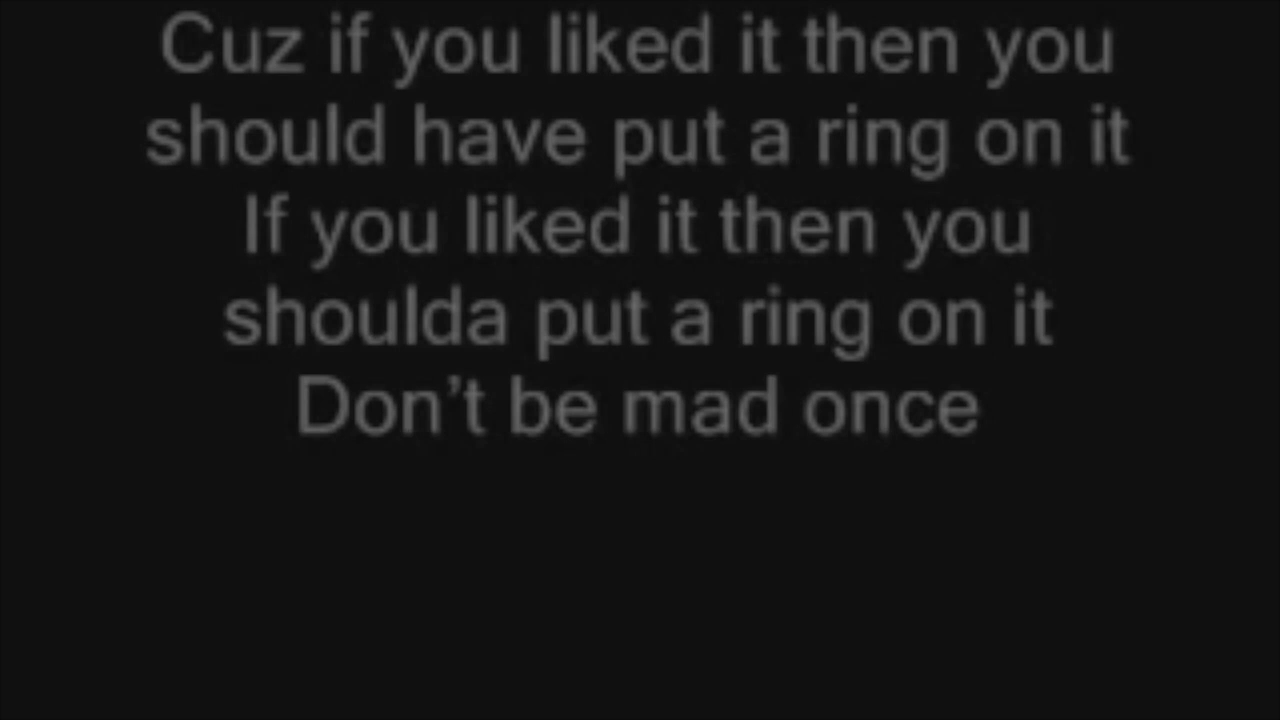 Cuz if you liked it then you
should have put a ring on it
If you liked it then you
shoulda put a ring on it
Don’t be mad once